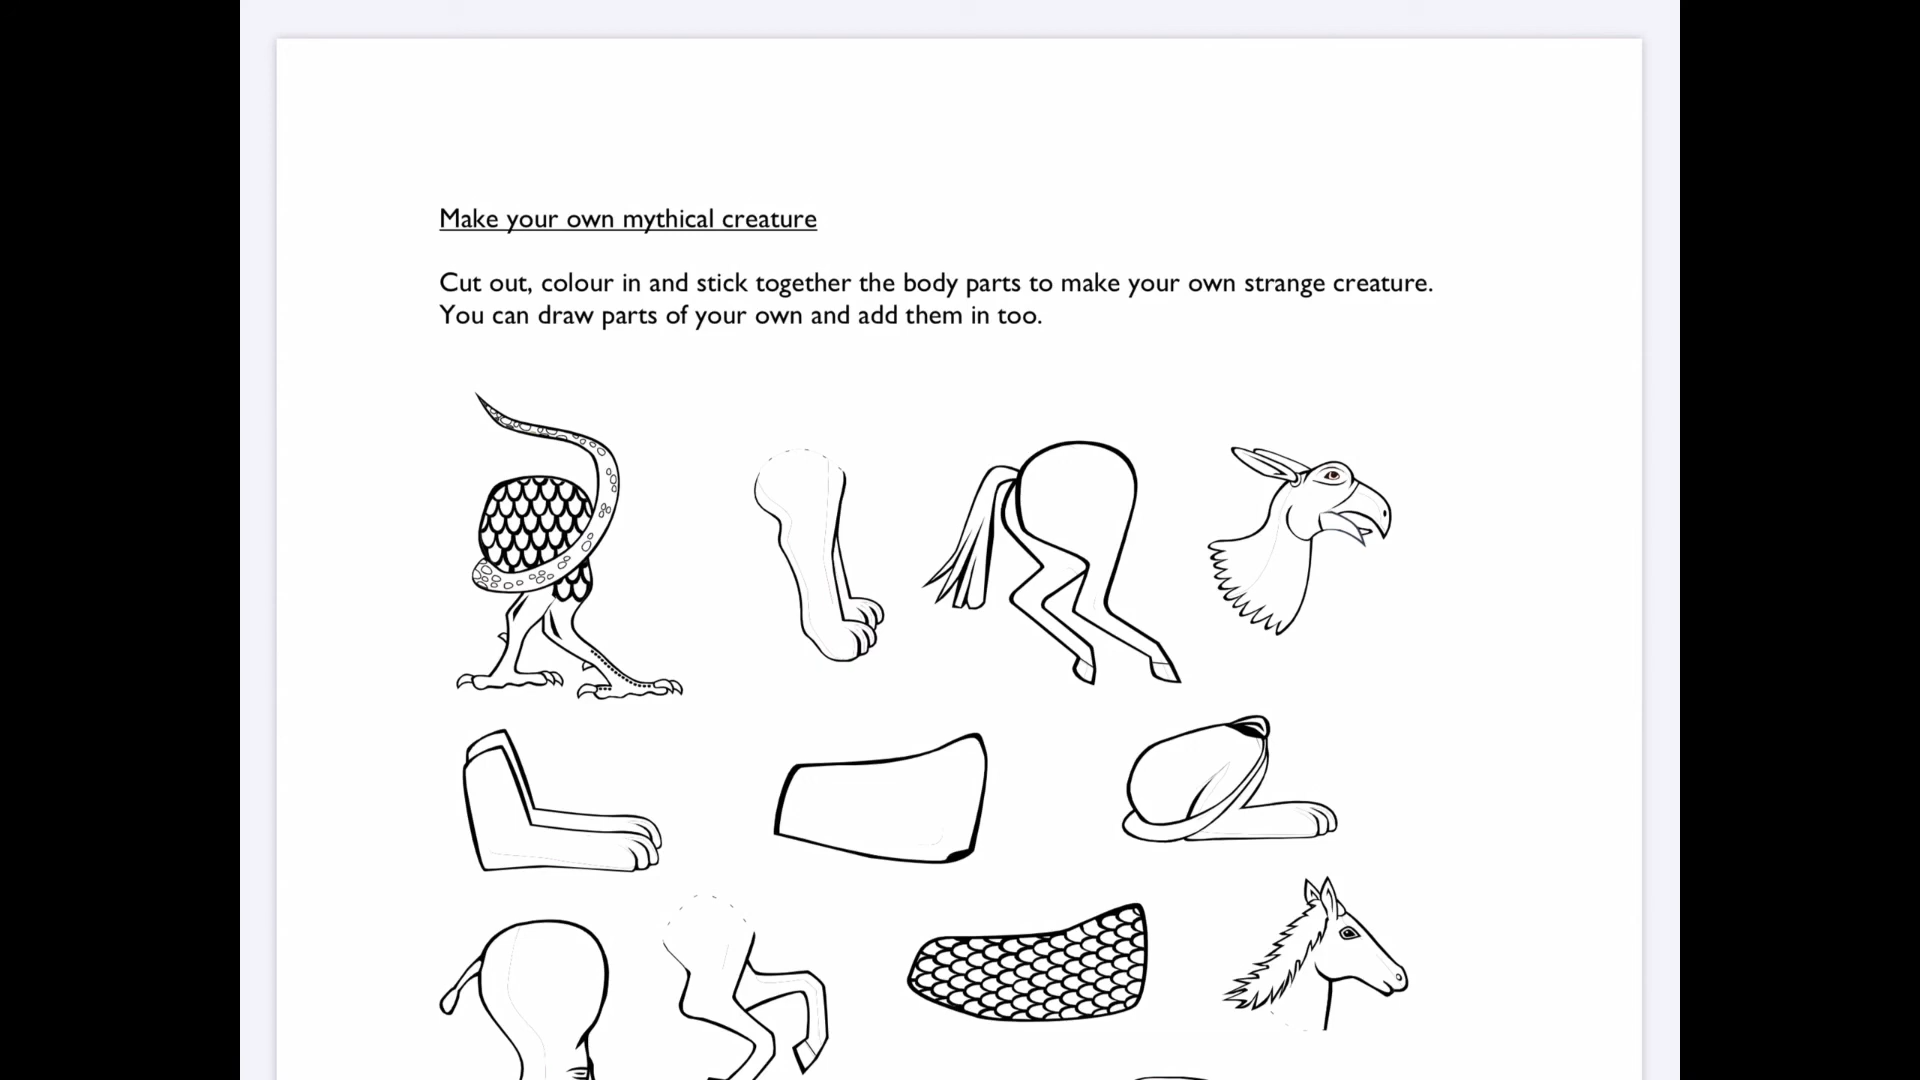 Make your own mythical creature
Cut out, colour in and stick together the body parts to make your own strange creature.
You can draw parts of your own and add them in too.